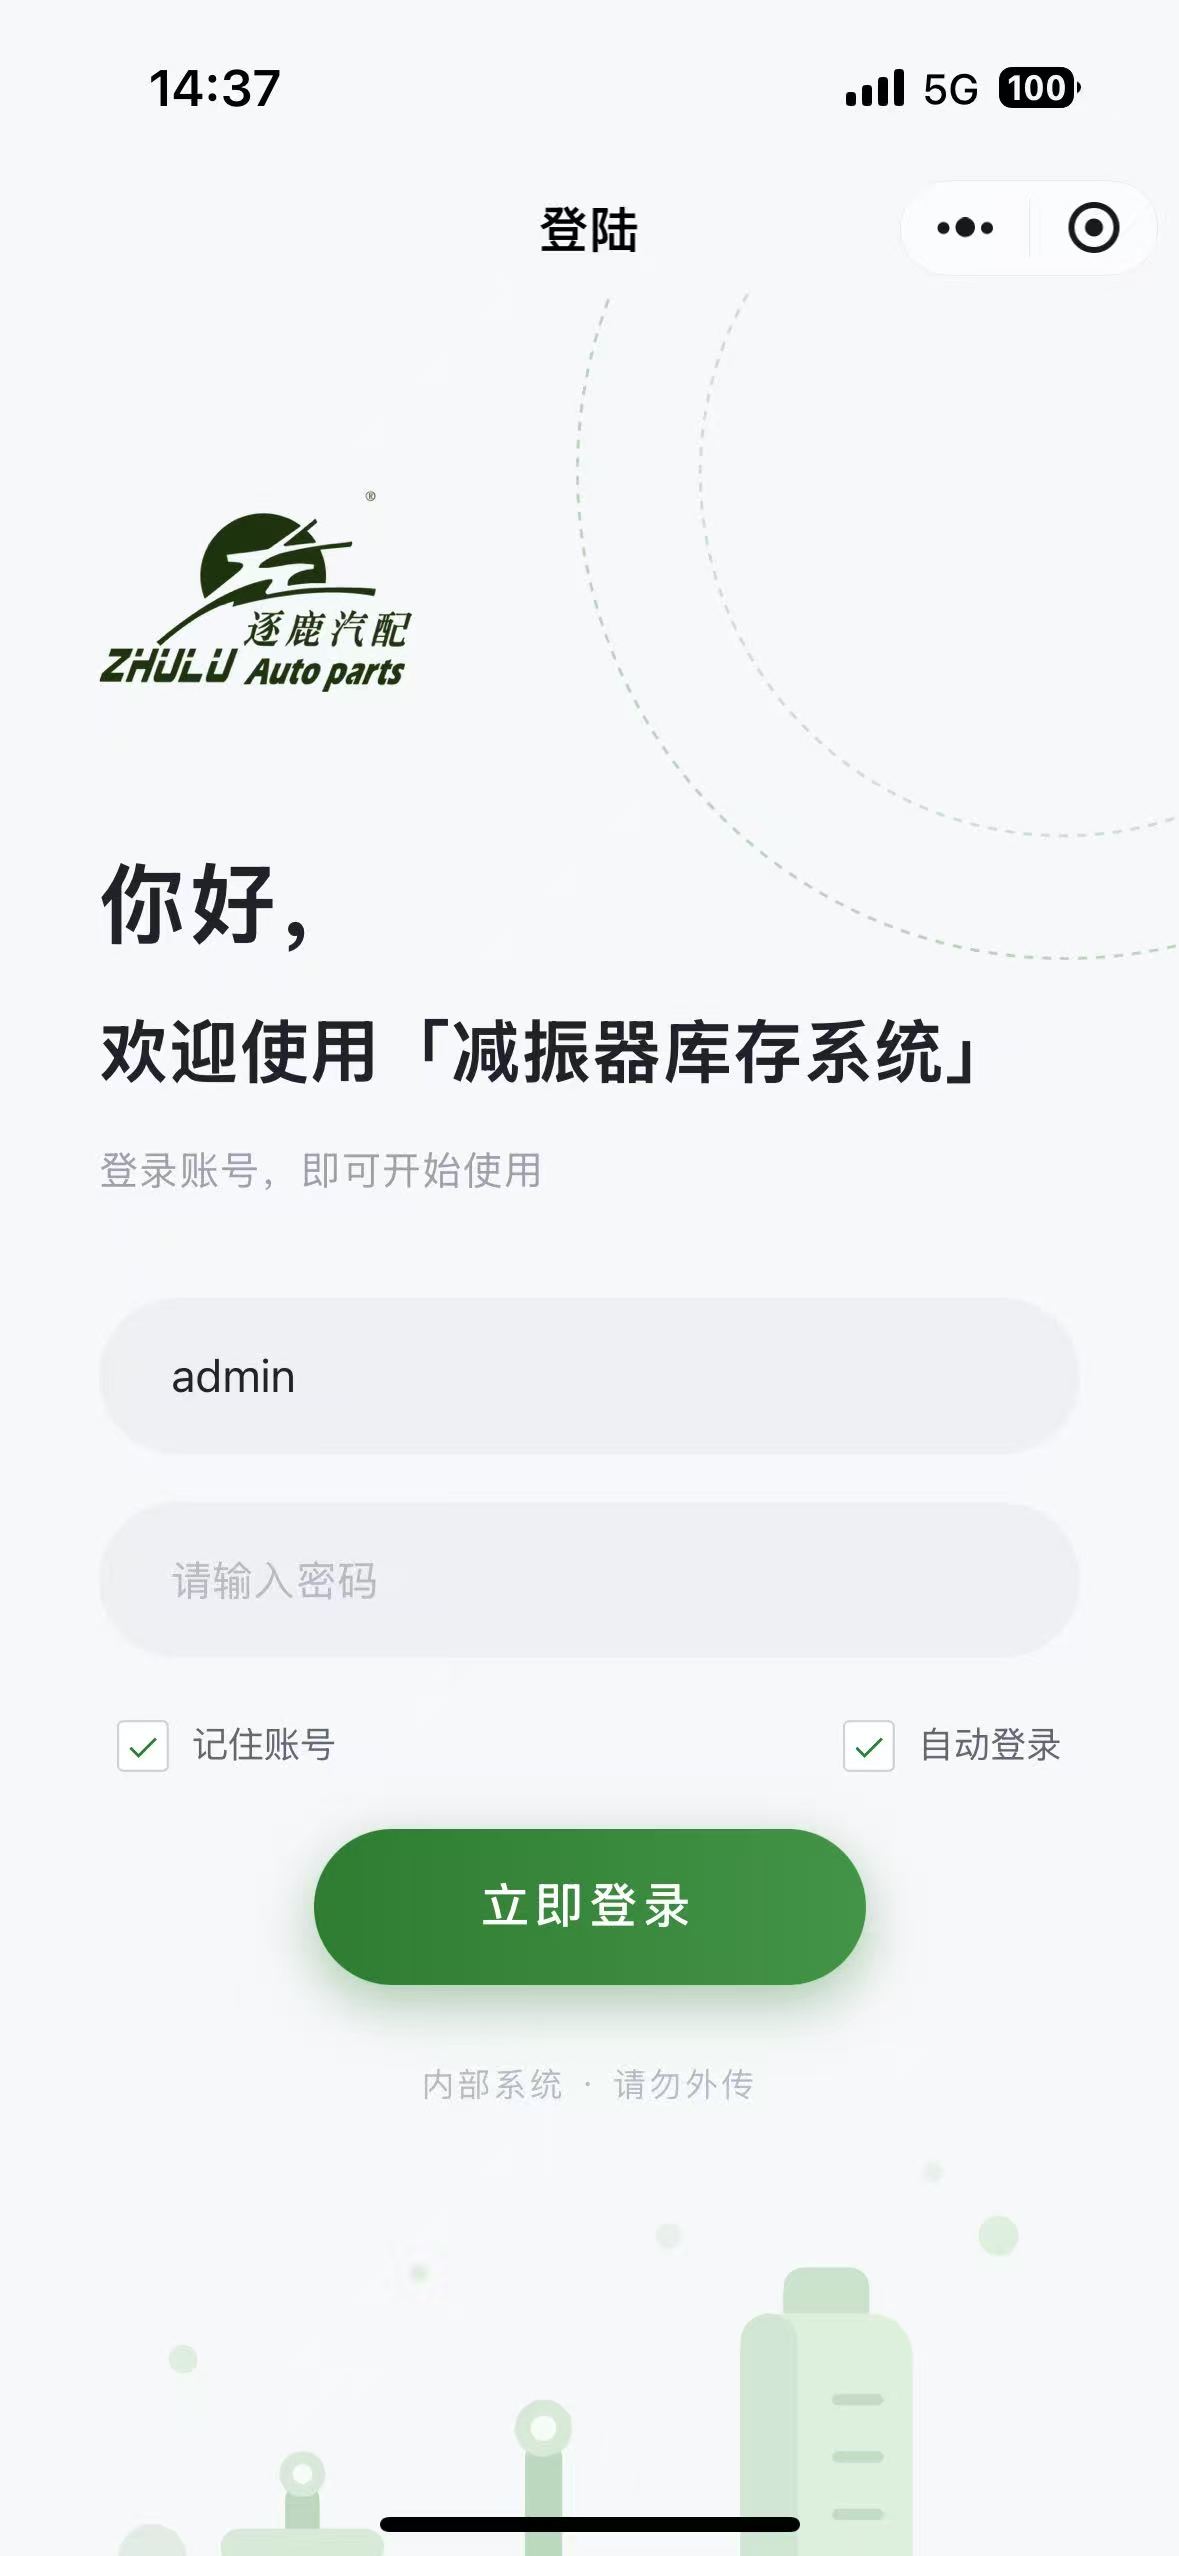 14:37
5G 100
登陆
®
逐鹿汽配
ZHULU Auto parts
你好，
欢迎使用「减振器库存系统」
登录账号，即可开始使用
admin
请输入密码
记住账号 自动登录
立即登录
内部系统 · 请勿外传